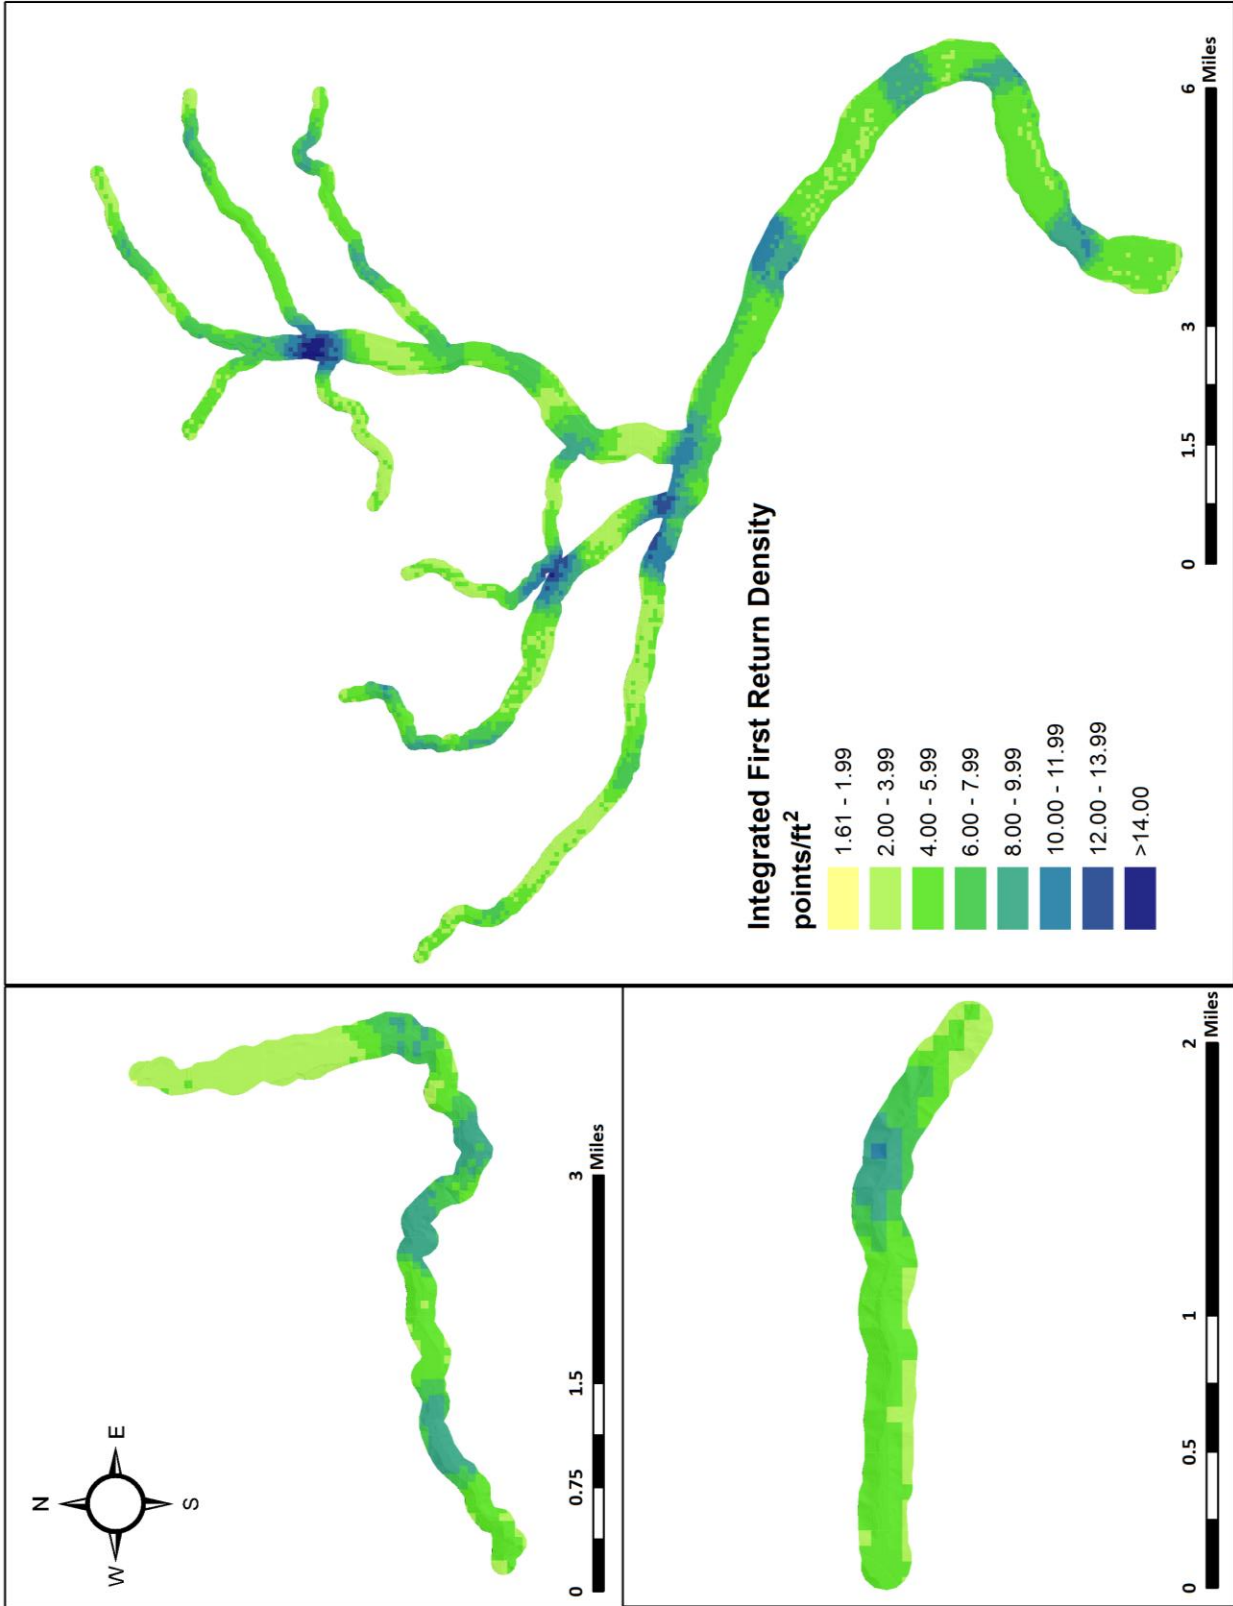 N
W E
S
0 0.75 1.5 3 Miles
0 0.5 1 2 Miles
Integrated First Return Density
points/ft²
1.61 - 1.99
2.00 - 3.99
4.00 - 5.99
6.00 - 7.99
8.00 - 9.99
10.00 - 11.99
12.00 - 13.99
>14.00
0 1.5 3 6 Miles